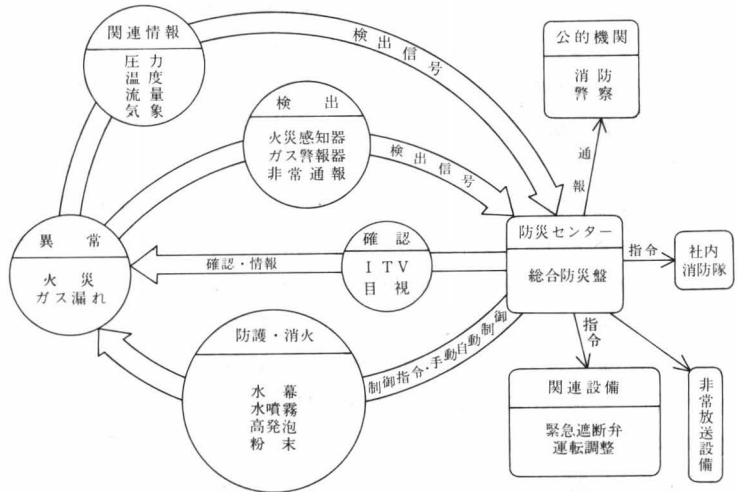 関連情報
圧力
温度
流量
気象
検出信号
公的機関
消防
警察
検出
火災感知器
ガス警報器
非常通報
検出信号
通報
異常
火災
ガス漏れ
確認・情報
確認
ITV
目視
防災センター
総合防災盤
指令
社内
消防隊
防護・消火
水幕
水噴霧
高発泡
粉末
制御指令・手動自動制御
指令
関連設備
緊急遮断弁
運転調整
非常放送設備